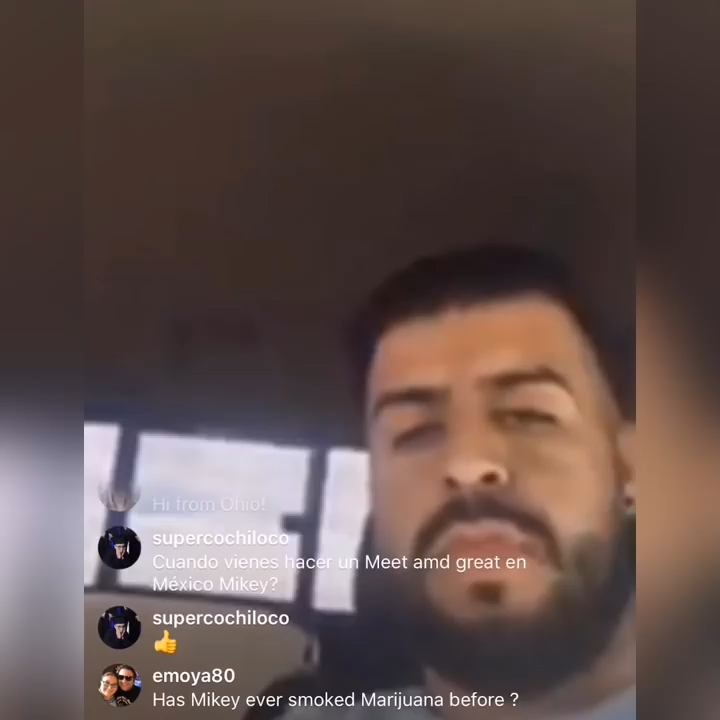 Hi from Ohio!
supercochiloco
Cuando vienes hacer un Meet amd great en
México Mikey?
supercochiloco
👍
emoya80
Has Mikey ever smoked Marijuana before ?